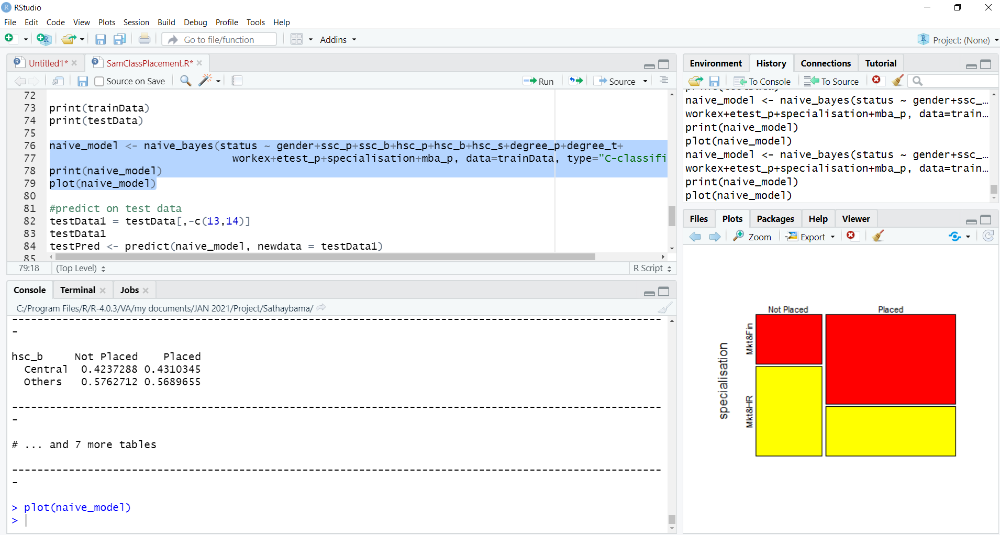 RStudio
File Edit Code View Plots Session Build Debug Profile Tools Help
Go to file/function Addins Project: (None)
Untitled1* SamClassPlacement.R*
Source on Save Run Source
72
73 print(trainData)
74 print(testData)
75
76 naive_model <- naive_bayes(status ~ gender+ssc_p+ssc_b+hsc_p+hsc_b+hsc_s+degree_p+degree_t+
77 workex+etest_p+specialisation+mba_p, data=trainData, type="C-classifi
78 print(naive_model)
79 plot(naive_model)
80
81 #predict on test data
82 testData1 = testData[,-c(13,14)]
83 testData1
84 testPred <- predict(naive_model, newdata = testData1)
85
79:18 (Top Level) R Script
Console Terminal Jobs
C:/Program Files/R/R-4.0.3/VA/my documents/JAN 2021/Project/Sathaybama/
hsc_b Not Placed Placed
Central 0.4237288 0.4310345
Others 0.5762712 0.5689655
# ... and 7 more tables
> plot(naive_model)
>
Environment History Connections Tutorial
To Console To Source
naive_model <- naive_bayes(status ~ gender+ssc_…
workex+etest_p+specialisation+mba_p, data=train…
print(naive_model)
plot(naive_model)
naive_model <- naive_bayes(status ~ gender+ssc_…
workex+etest_p+specialisation+mba_p, data=train…
print(naive_model)
plot(naive_model)
Files Plots Packages Help Viewer
Zoom Export
Not Placed Placed
Mkt&Fin
specialisation
Mkt&HR